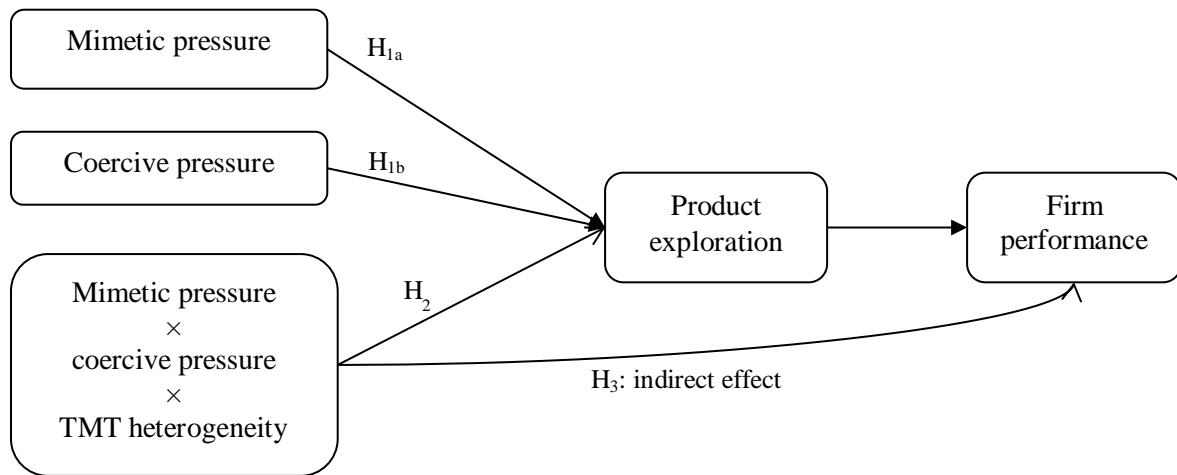 Mimetic pressure
H1a
Coercive pressure
H1b
Product
exploration
Firm
performance
Mimetic pressure
×
coercive pressure
×
TMT heterogeneity
H2
H3: indirect effect